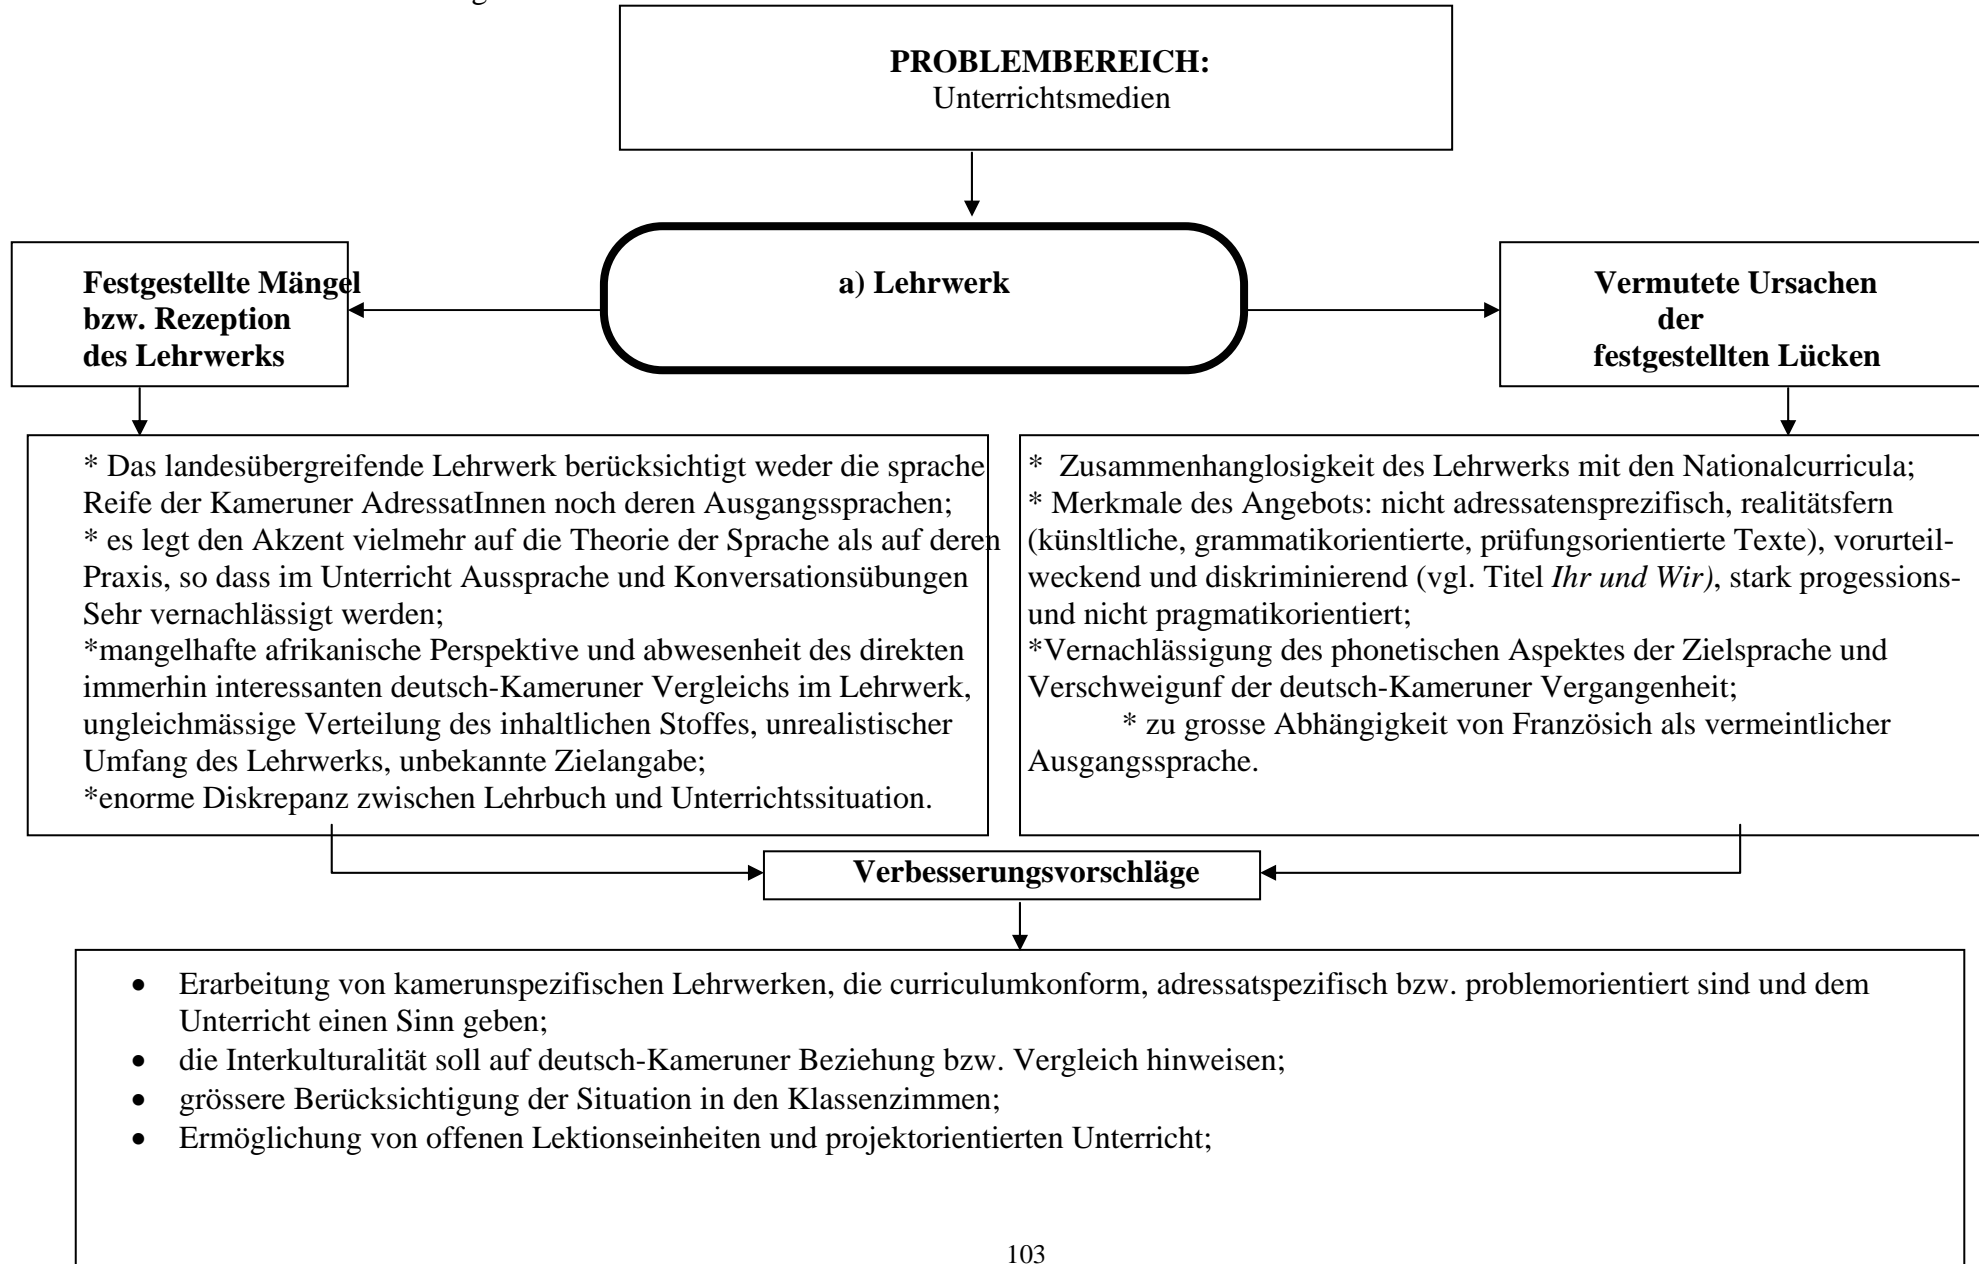 PROBLEMBEREICH:
Unterrichtsmedien
a) Lehrwerk
Festgestellte Mängel
bzw. Rezeption
des Lehrwerks
Vermutete Ursachen
der
festgestellten Lücken
* Das landesübergreifende Lehrwerk berücksichtigt weder die sprache
Reife der Kameruner AdressatInnen noch deren Ausgangssprachen;
* es legt den Akzent vielmehr auf die Theorie der Sprache als auf deren
Praxis, so dass im Unterricht Aussprache und Konversationsübungen
Sehr vernachlässigt werden;
*mangelhafte afrikanische Perspektive und abwesenheit des direkten
immerhin interessanten deutsch-Kameruner Vergleichs im Lehrwerk,
ungleichmässige Verteilung des inhaltlichen Stoffes, unrealistischer
Umfang des Lehrwerks, unbekannte Zielangabe;
*enorme Diskrepanz zwischen Lehrbuch und Unterrichtssituation.
* Zusammenhanglosigkeit des Lehrwerks mit den Nationalcurricula;
* Merkmale des Angebots: nicht adressatensprezifisch, realitätsfern
(künsltliche, grammatikorientierte, prüfungsorientierte Texte), vorurteil-
weckend und diskriminierend (vgl. Titel Ihr und Wir), stark progessions-
und nicht pragmatikorientiert;
*Vernachlässigung des phonetischen Aspektes der Zielsprache und
Verschweigunf der deutsch-Kameruner Vergangenheit;
* zu grosse Abhängigkeit von Französich als vermeintlicher
Ausgangssprache.
Verbesserungsvorschläge
• Erarbeitung von kamerunspezifischen Lehrwerken, die curriculumkonform, adressatspezifisch bzw. problemorientiert sind und dem
Unterricht einen Sinn geben;
• die Interkulturalität soll auf deutsch-Kameruner Beziehung bzw. Vergleich hinweisen;
• grössere Berücksichtigung der Situation in den Klassenzimmen;
• Ermöglichung von offenen Lektionseinheiten und projektorientierten Unterricht;
103